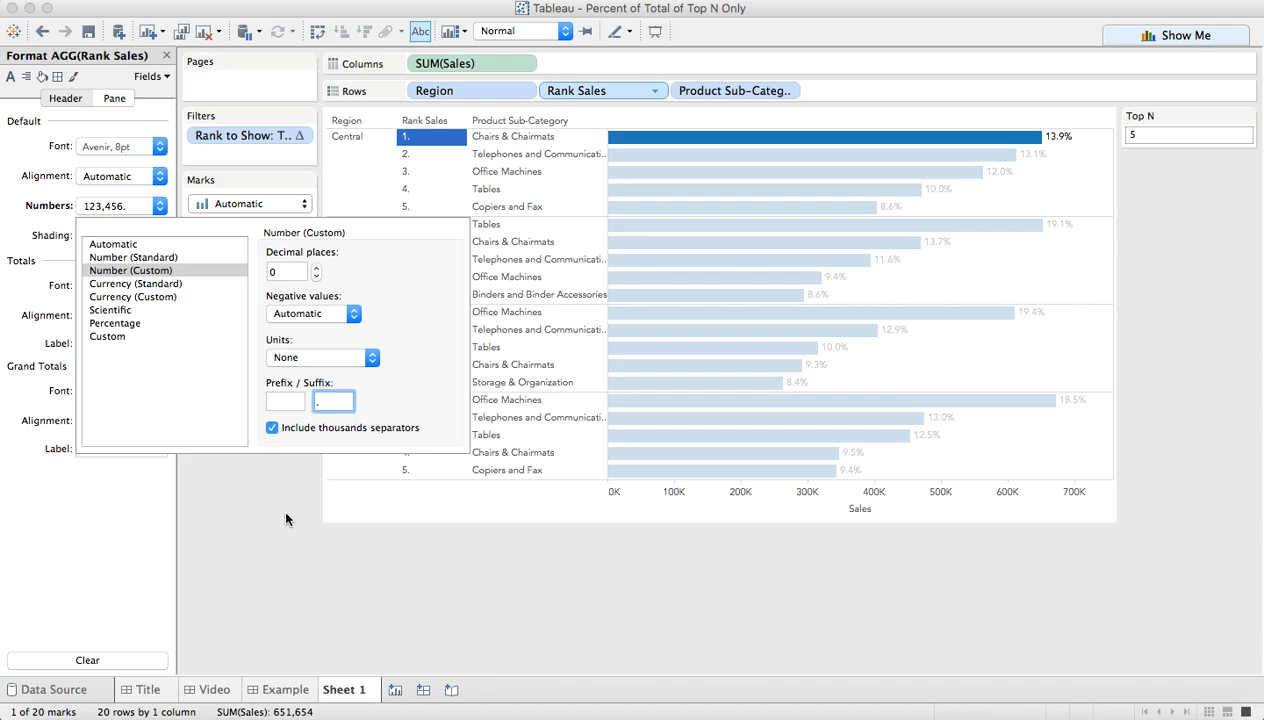 Tableau - Percent of Total of Top N Only
Abc
Normal
Show Me
Format AGG(Rank Sales)
Fields
Header
Pane
Default
Font: Avenir, 8pt
Alignment: Automatic
Numbers: 123,456.
Shading:
Totals
Font:
Alignment:
Label:
Grand Totals
Font:
Alignment:
Label:
Clear
Automatic
Number (Standard)
Number (Custom)
Currency (Standard)
Currency (Custom)
Scientific
Percentage
Custom
Number (Custom)
Decimal places:
0
Negative values:
Automatic
Units:
None
Prefix / Suffix:
.
Include thousands separators
Pages
Filters
Rank to Show: T.. Δ
Marks
Automatic
Columns
SUM(Sales)
Rows
Region
Rank Sales
Product Sub-Categ..
Region Rank Sales Product Sub-Category
Central 1. Chairs & Chairmats 13.9%
2. Telephones and Communicati.. 13.1%
3. Office Machines 12.0%
4. Tables 10.0%
5. Copiers and Fax 8.6%
Tables 19.1%
Chairs & Chairmats 13.7%
Telephones and Communicati.. 11.6%
Office Machines 9.4%
Binders and Binder Accessories 8.6%
Office Machines 19.4%
Telephones and Communicati.. 12.9%
Tables 10.0%
Chairs & Chairmats 9.3%
Storage & Organization 8.4%
Office Machines 18.5%
Telephones and Communicati.. 13.0%
Tables 12.5%
Chairs & Chairmats 9.5%
5. Copiers and Fax 9.4%
0K 100K 200K 300K 400K 500K 600K 700K
Sales
Top N
5
Data Source
Title
Video
Example
Sheet 1
1 of 20 marks 20 rows by 1 column SUM(Sales): 651,654